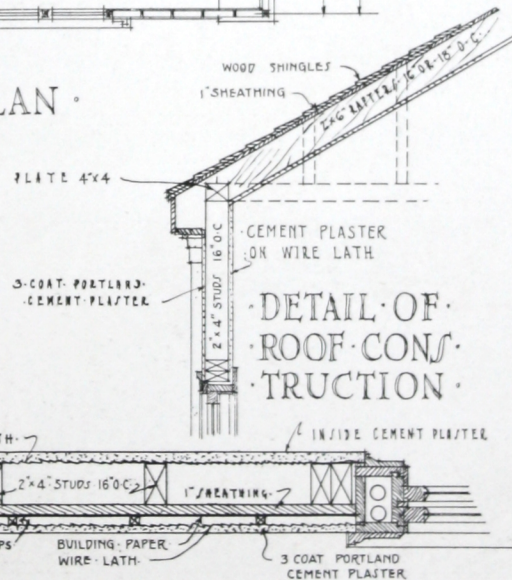 LAN ·
WOOD SHINGLES
1" SHEATHING
2"x6" RAFTERS·16"OR·18" O·C·
PLATE 4"x4
2"x4" STUDS 16"O·C
·CEMENT PLASTER
ON WIRE LATH
3·COAT·PORTLAND·
·CEMENT·PLASTER
·DETAIL·OF·
ROOF·CONS·
·TRUCTION·
TH·
INSIDE CEMENT PLASTER
2"x4"STUDS·16"O·C·
1"SHEATHING·
PS
BUILDING·PAPER
WIRE·LATH·
3 COAT PORTLAND
CEMENT PLASTER